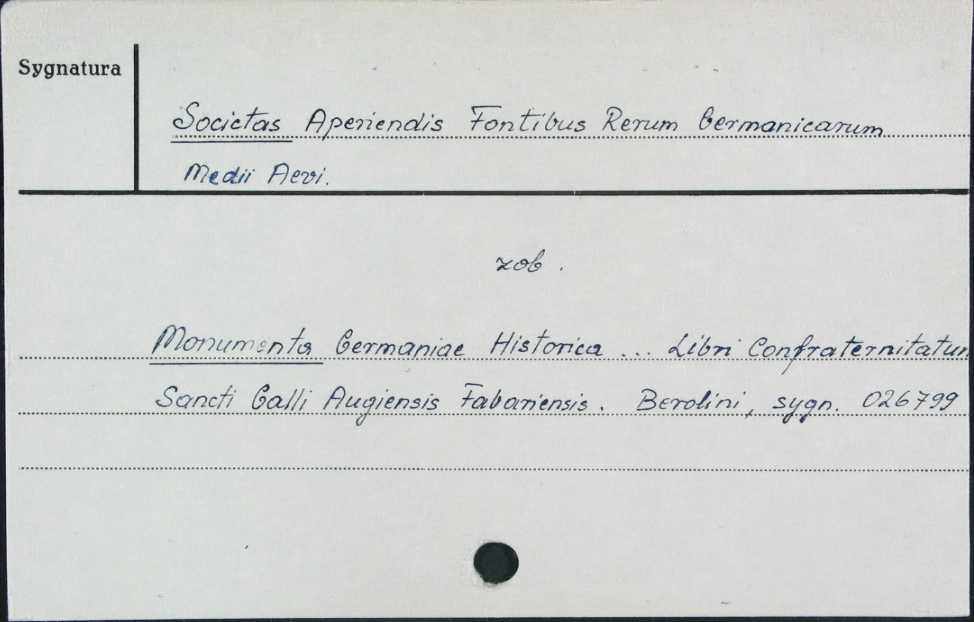 Sygnatura
Societas Aperiendis Fontibus Rerum Germanicarum
Medii Aevi.
zob.
Monumenta Germaniae Historica ... Libri Confraternitatum
Sancti Galli Augiensis Fabariensis. Berolini, sygn. 026799